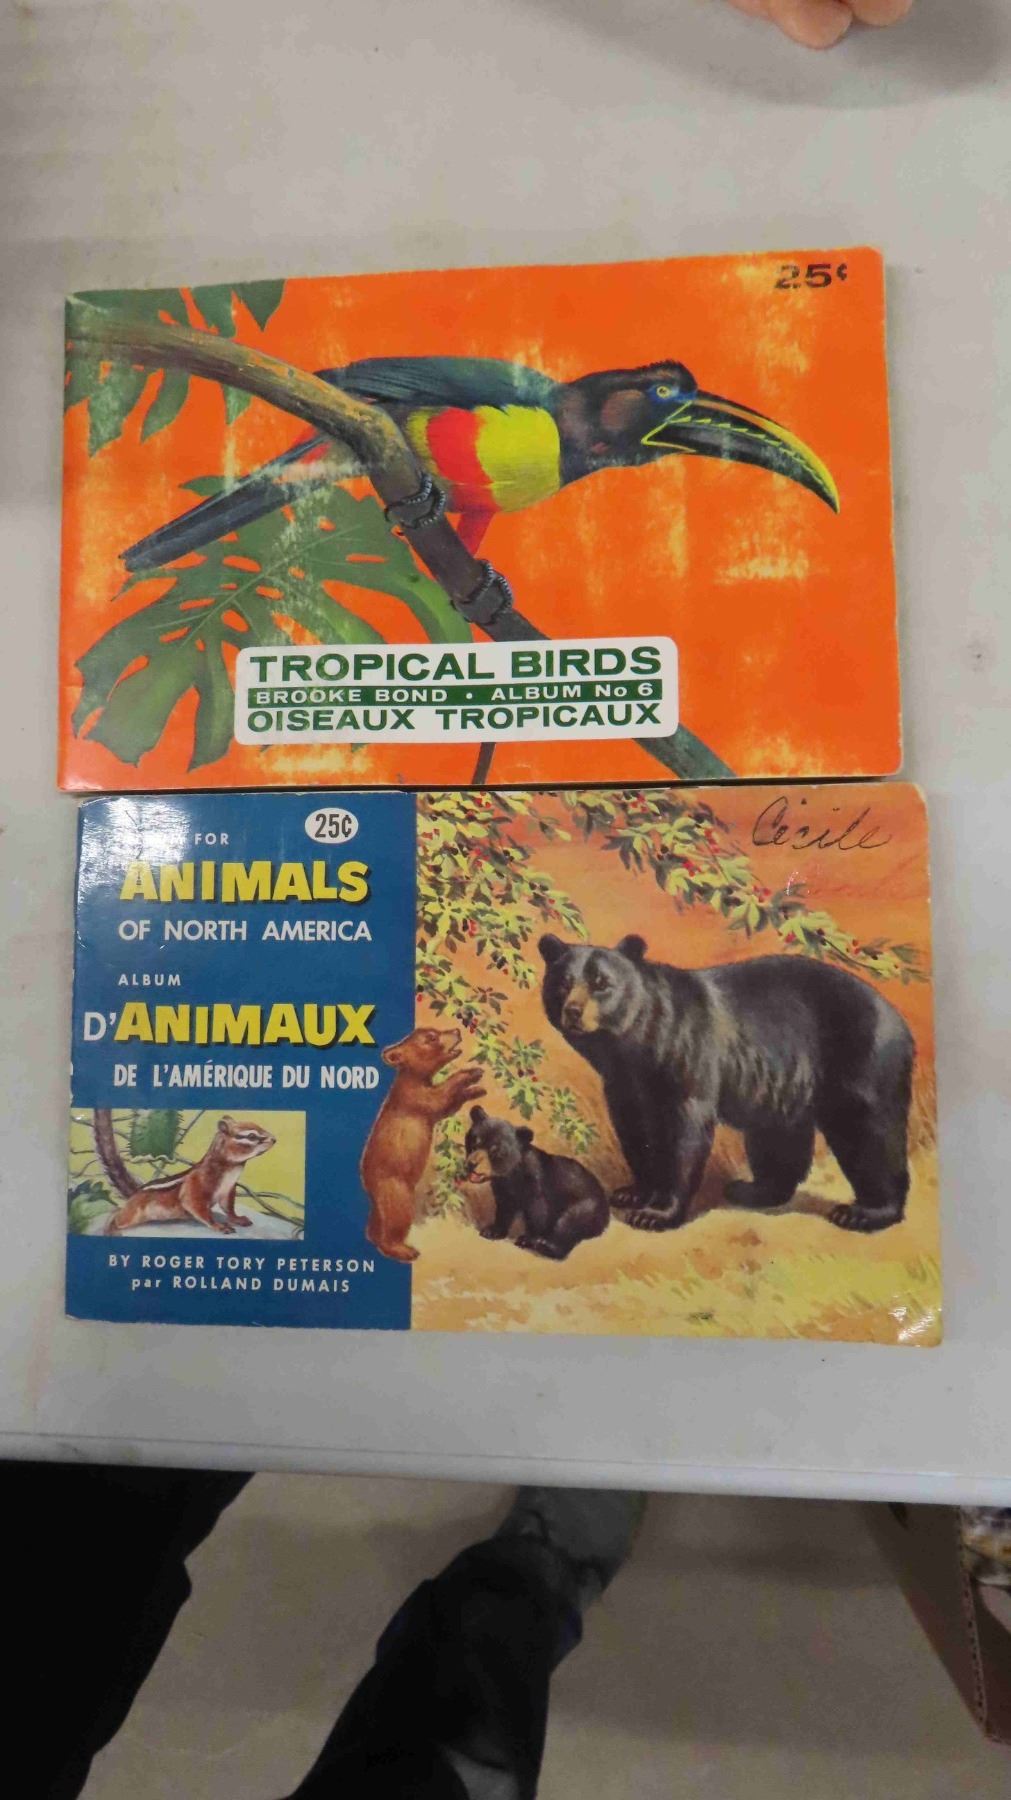 25¢
TROPICAL BIRDS
BROOKE BOND • ALBUM No 6
OISEAUX TROPICAUX
25¢
FOR
ANIMALS
OF NORTH AMERICA
ALBUM
D'ANIMAUX
DE L'AMÉRIQUE DU NORD
BY ROGER TORY PETERSON
par ROLLAND DUMAIS
Cécile